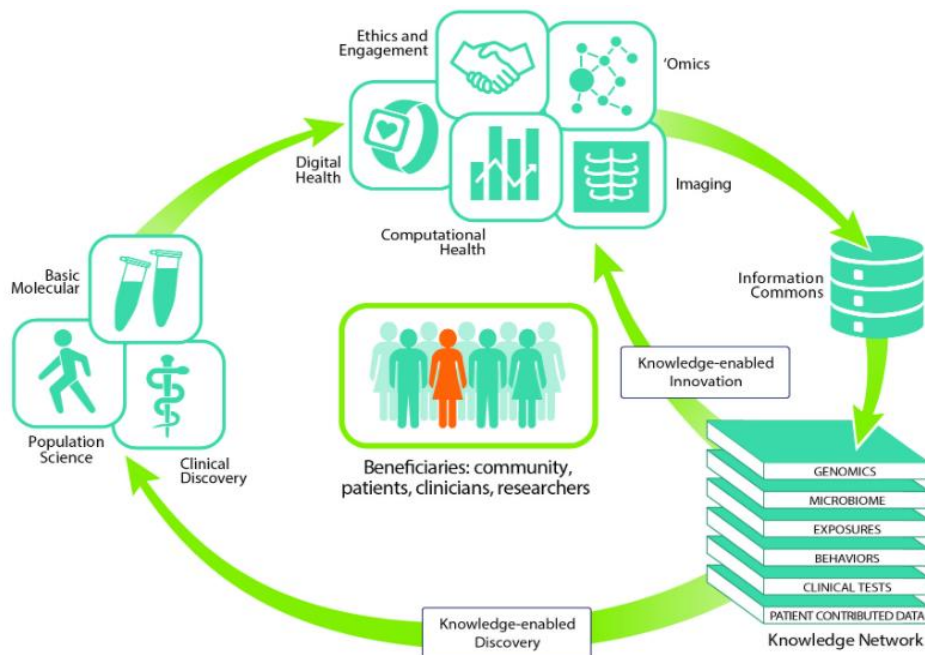 Ethics and
Engagement
'Omics
Digital
Health
Imaging
Computational
Health
Basic
Molecular
Information
Commons
Knowledge-enabled
Innovation
Population
Science
Clinical
Discovery
Beneficiaries: community,
patients, clinicians, researchers
GENOMICS
MICROBIOME
EXPOSURES
BEHAVIORS
CLINICAL TESTS
PATIENT CONTRIBUTED DATA
Knowledge-enabled
Discovery
Knowledge Network